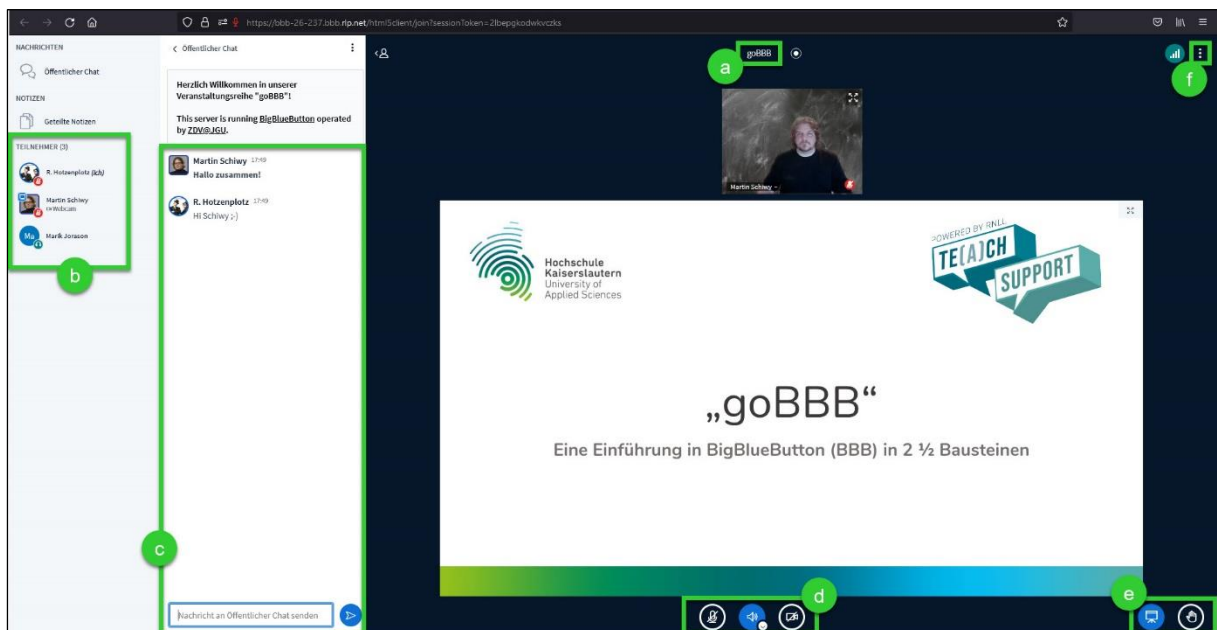 https://bbb-26-237.bbb.rlp.net/html5client/join?sessionToken=2lbepgkodwkvczks
NACHRICHTEN
Öffentlicher Chat
NOTIZEN
Geteilte Notizen
TEILNEHMER (3)
R. Hotzenplotz (Ich)
Martin Schiwy
Webcam
Ma
Marik Jorason
b
Öffentlicher Chat
Herzlich Willkommen in unserer
Veranstaltungsreihe "goBBB"!
This server is running BigBlueButton operated
by ZDV@JGU.
Martin Schiwy 17:49
Hallo zusammen!
R. Hotzenplotz 17:49
Hi Schiwy ;-)
c
Nachricht an Öffentlicher Chat senden
goBBB
a
f
Martin Schiwy
Hochschule
Kaiserslautern
University of
Applied Sciences
POWERED BY RNLL
TE(A)CH
SUPPORT
„goBBB“
Eine Einführung in BigBlueButton (BBB) in 2 ½ Bausteinen
d
e